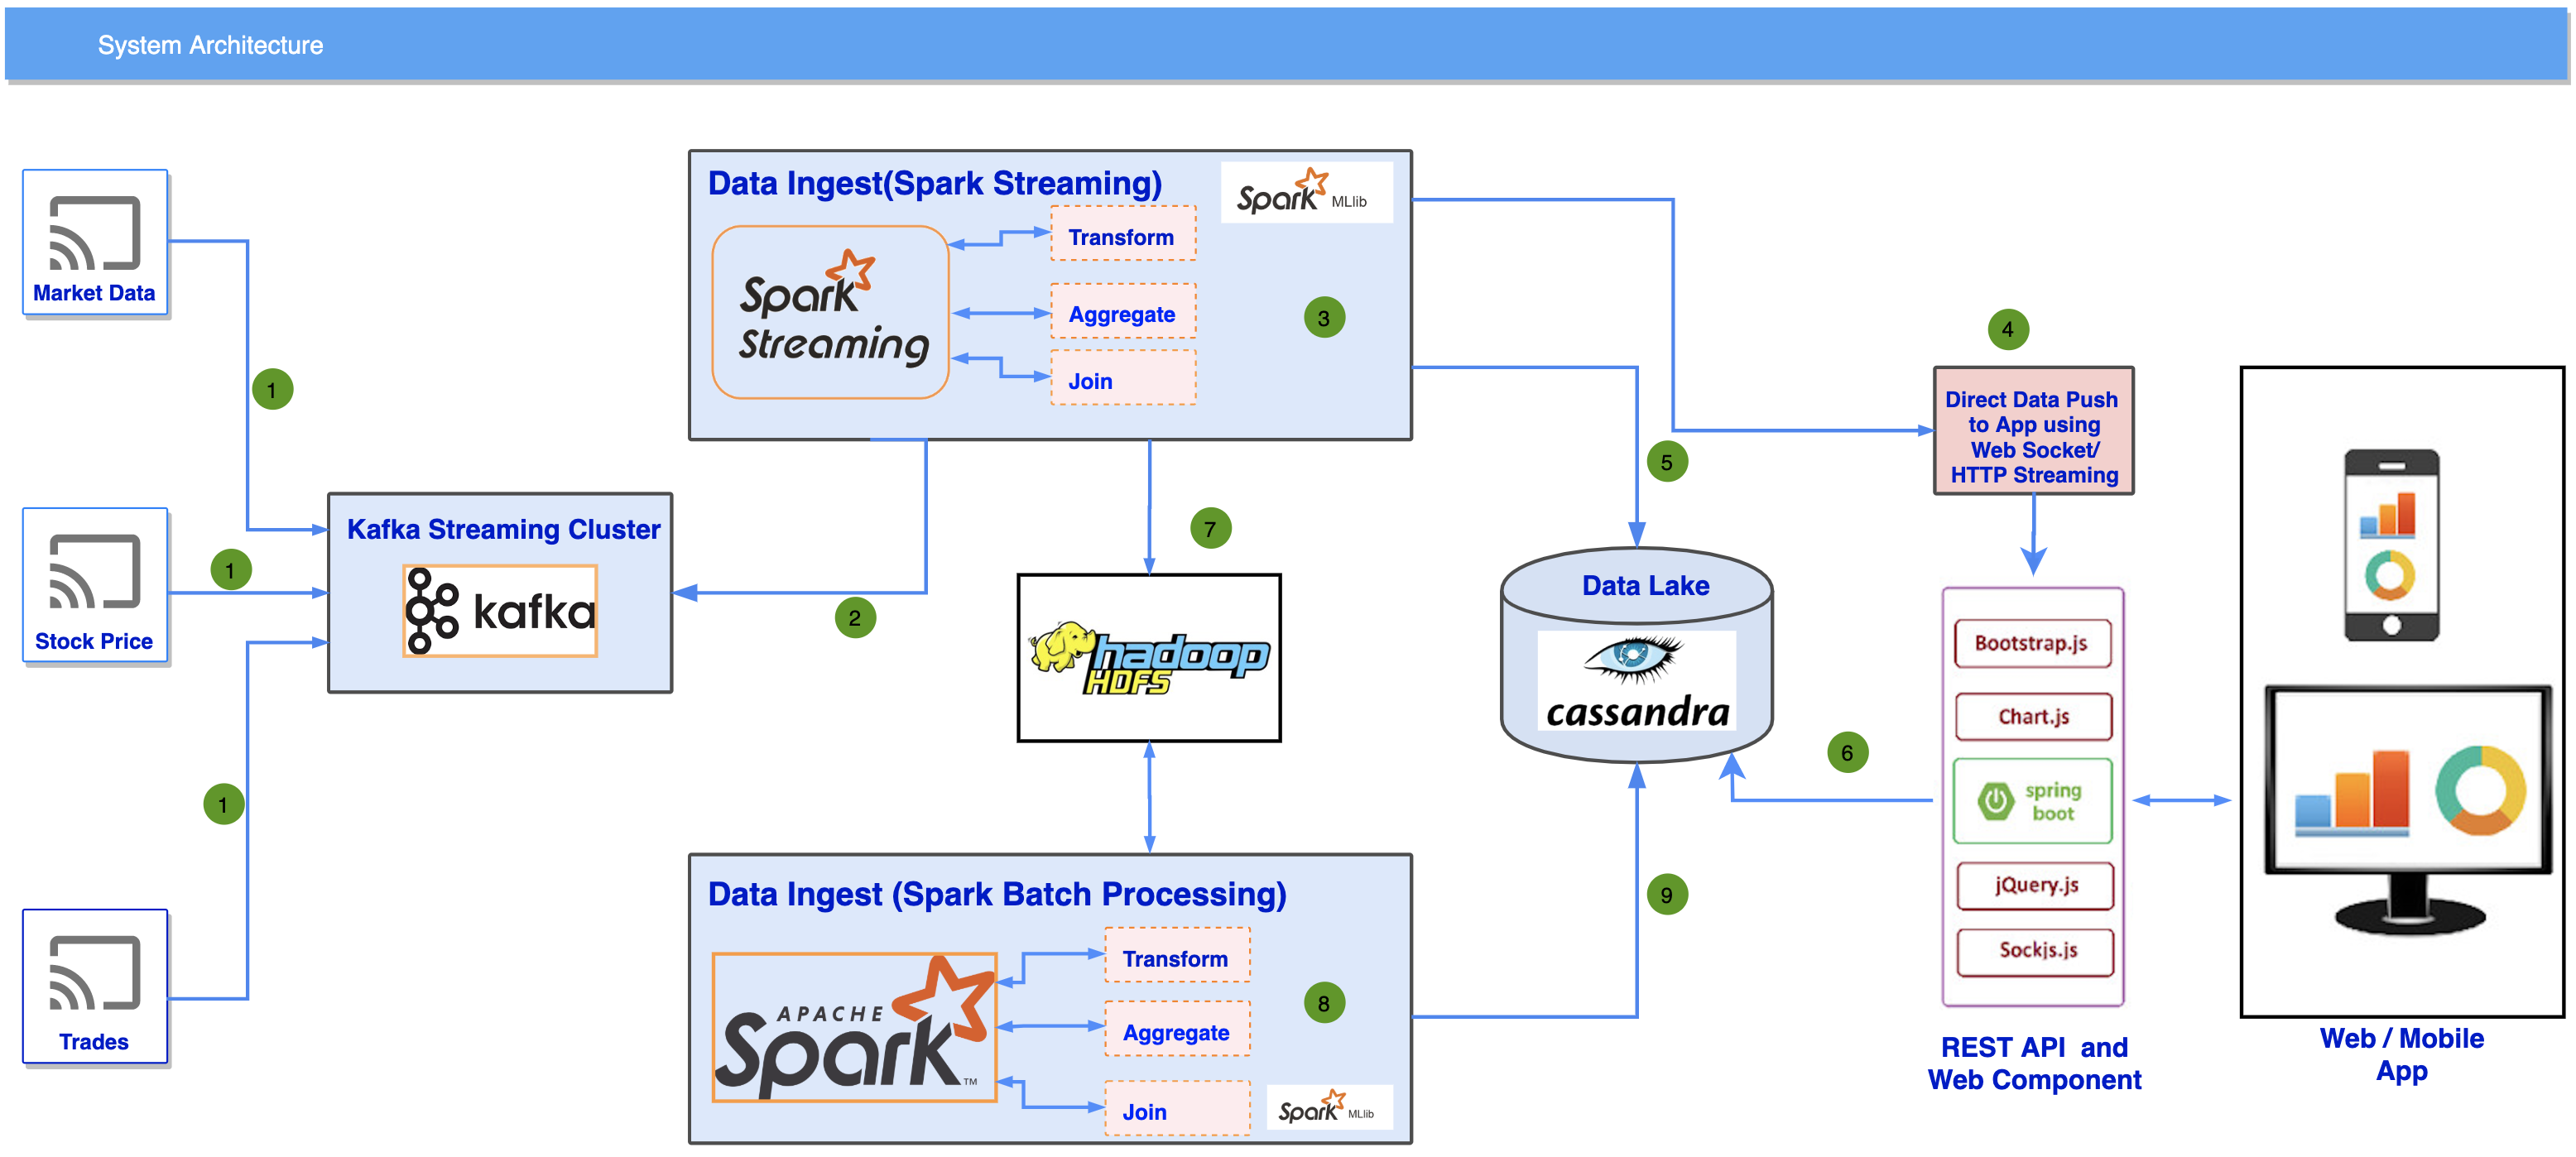 System Architecture
Market Data
1
Stock Price
1
Trades
1
Kafka Streaming Cluster
kafka
2
Data Ingest(Spark Streaming)
Spark MLlib
Spark
Streaming
Transform
Aggregate
Join
3
7
hadoop
HDFS
Data Ingest (Spark Batch Processing)
APACHE
Spark™
Transform
Aggregate
Join
8
Spark MLlib
5
Data Lake
cassandra
9
6
4
Direct Data Push
to App using
Web Socket/
HTTP Streaming
Bootstrap.js
Chart.js
spring
boot
jQuery.js
Sockjs.js
REST API and
Web Component
Web / Mobile
App